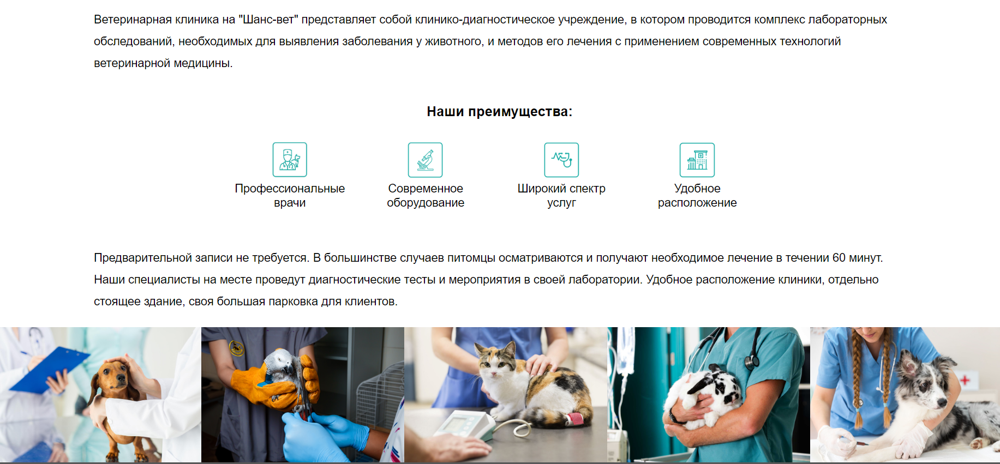 Ветеринарная клиника на "Шанс-вет" представляет собой клинико-диагностическое учреждение, в котором проводится комплекс лабораторных
обследований, необходимых для выявления заболевания у животного, и методов его лечения с применением современных технологий
ветеринарной медицины.
Наши преимущества:
Профессиональные
врачи
Современное
оборудование
Широкий спектр
услуг
Удобное
расположение
Предварительной записи не требуется. В большинстве случаев питомцы осматриваются и получают необходимое лечение в течении 60 минут.
Наши специалисты на месте проведут диагностические тесты и мероприятия в своей лаборатории. Удобное расположение клиники, отдельно
стоящее здание, своя большая парковка для клиентов.